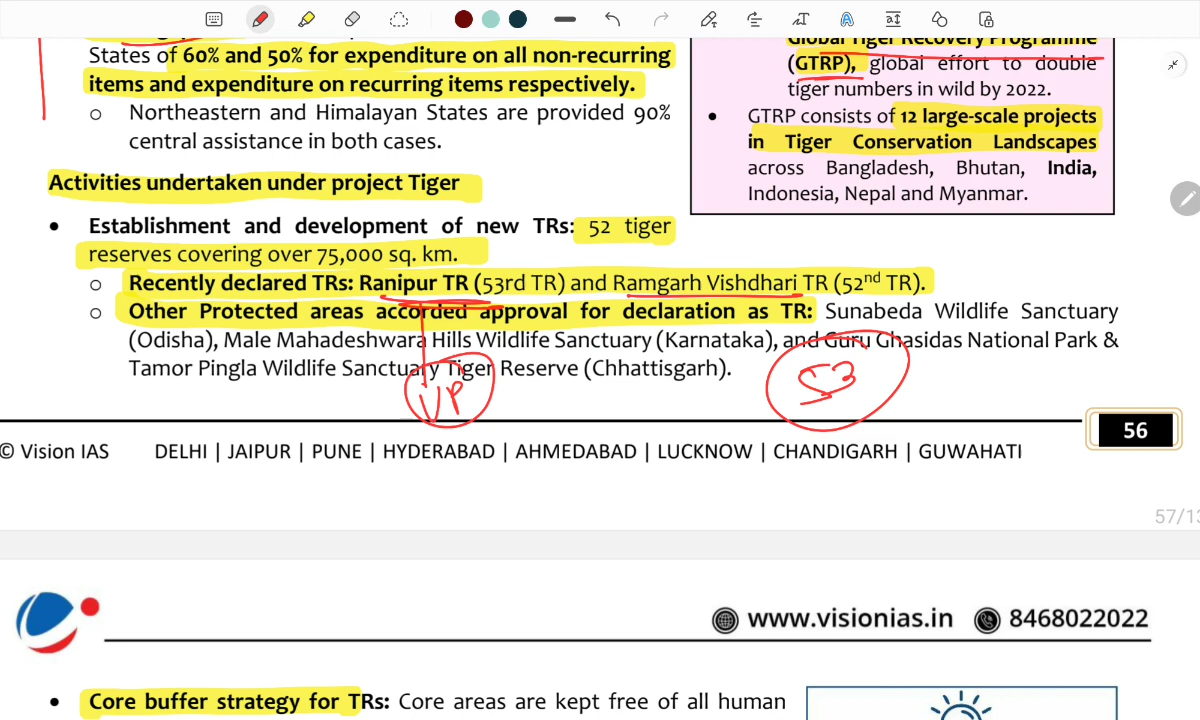 States of 60% and 50% for expenditure on all non-recurring
items and expenditure on recurring items respectively.
o Northeastern and Himalayan States are provided 90%
central assistance in both cases.
Global Tiger Recovery Programme
(GTRP), global effort to double
tiger numbers in wild by 2022.
• GTRP consists of 12 large-scale projects
in Tiger Conservation Landscapes
across Bangladesh, Bhutan, India,
Indonesia, Nepal and Myanmar.
Activities undertaken under project Tiger
• Establishment and development of new TRs: 52 tiger
reserves covering over 75,000 sq. km.
o Recently declared TRs: Ranipur TR (53rd TR) and Ramgarh Vishdhari TR (52nd TR).
o Other Protected areas accorded approval for declaration as TR: Sunabeda Wildlife Sanctuary
(Odisha), Male Mahadeshwara Hills Wildlife Sanctuary (Karnataka), and Guru Ghasidas National Park &
Tamor Pingla Wildlife Sanctuary Tiger Reserve (Chhattisgarh).
UP
53
56
© Vision IAS DELHI | JAIPUR | PUNE | HYDERABAD | AHMEDABAD | LUCKNOW | CHANDIGARH | GUWAHATI
www.visionias.in 8468022022
• Core buffer strategy for TRs: Core areas are kept free of all human